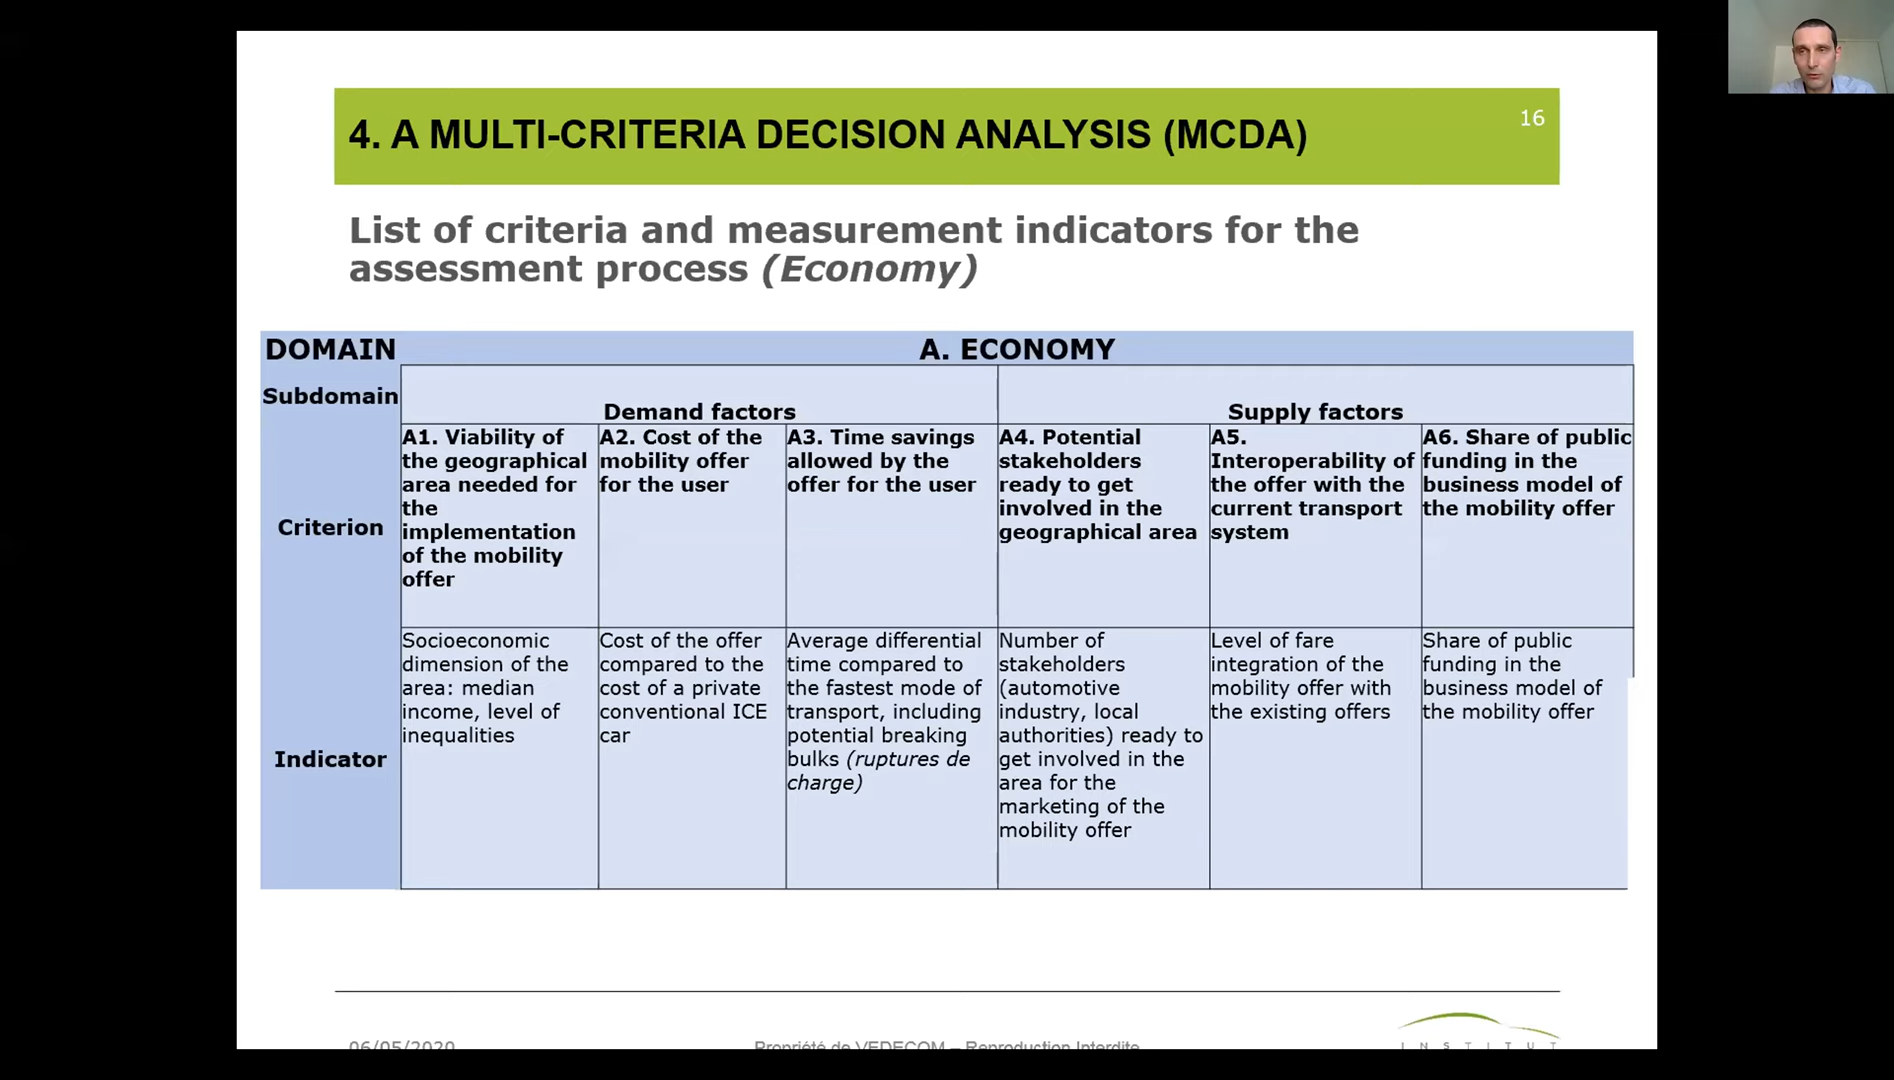 4. A MULTI-CRITERIA DECISION ANALYSIS (MCDA)
16
List of criteria and measurement indicators for the
assessment process (Economy)
DOMAIN
A. ECONOMY
Subdomain
Demand factors
Supply factors
Criterion
A1. Viability of
the geographical
area needed for
the
implementation
of the mobility
offer
A2. Cost of the
mobility offer
for the user
A3. Time savings
allowed by the
offer for the user
A4. Potential
stakeholders
ready to get
involved in the
geographical area
A5.
Interoperability of
the offer with the
current transport
system
A6. Share of public
funding in the
business model of
the mobility offer
Indicator
Socioeconomic
dimension of the
area: median
income, level of
inequalities
Cost of the offer
compared to the
cost of a private
conventional ICE
car
Average differential
time compared to
the fastest mode of
transport, including
potential breaking
bulks (ruptures de
charge)
Number of
stakeholders
(automotive
industry, local
authorities) ready to
get involved in the
area for the
marketing of the
mobility offer
Level of fare
integration of the
mobility offer with
the existing offers
Share of public
funding in the
business model of
the mobility offer
06/05/2020
Propriété de VEDECOM – Reproduction Interdite
INSTITUT